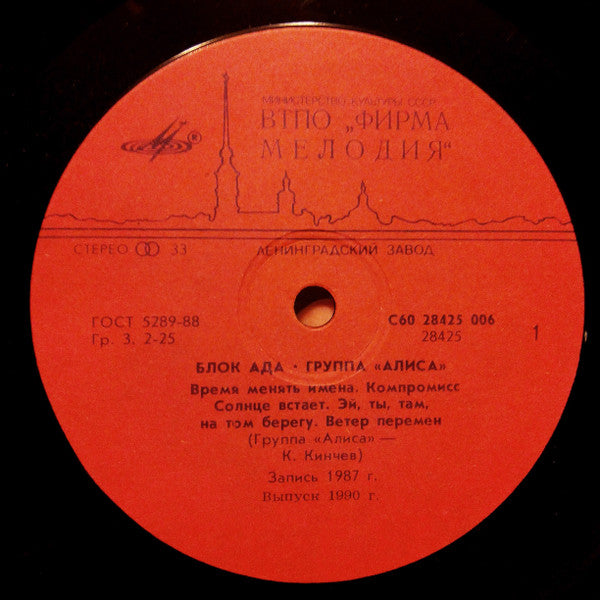 МИНИСТЕРСТВО КУЛЬТУРЫ СССР
ВТПО „ФИРМА
МЕЛОДИЯ“
®
СТЕРЕО 33
ЛЕНИНГРАДСКИЙ ЗАВОД
ГОСТ 5289-88
Гр. 3. 2-25
С60 28425 006
28425
1
БЛОК АДА · ГРУППА «АЛИСА»
Время менять имена. Компромисс
Солнце встает. Эй, ты, там,
на том берегу. Ветер перемен
(Группа «Алиса» —
К. Кинчев)
Запись 1987 г.
Выпуск 1990 г.